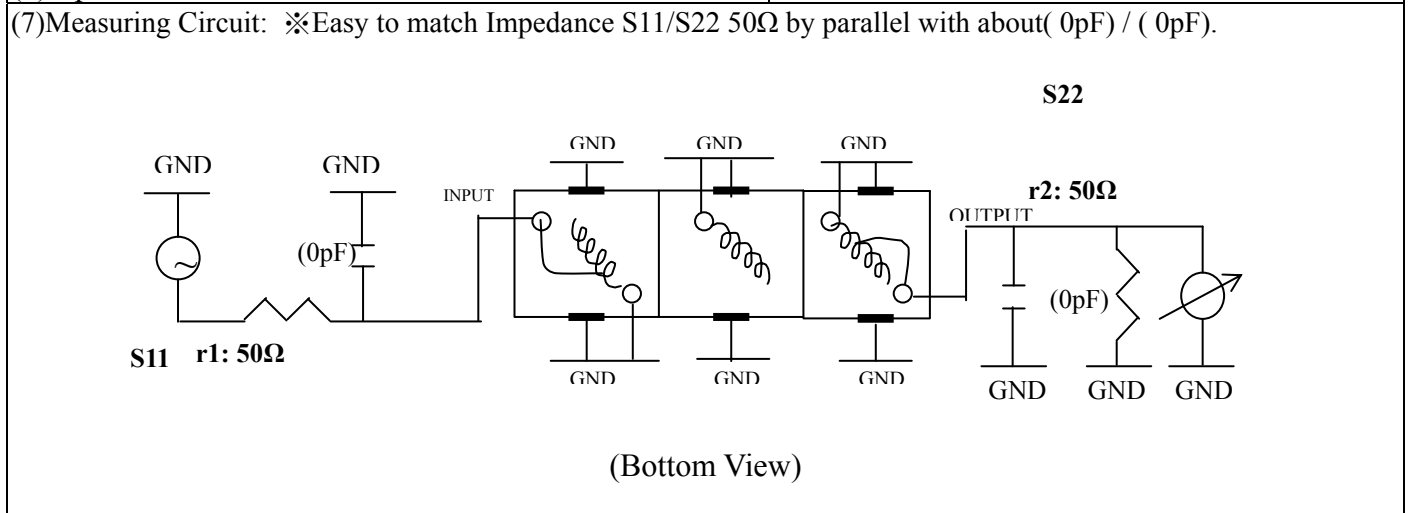 (7)Measuring Circuit: ※Easy to match Impedance S11/S22 50Ω by parallel with about( 0pF) / ( 0pF).
S22
GND GND GND
GND GND
r2: 50Ω
INPUT
OUTPUT
(0pF)
(0pF)
S11 r1: 50Ω
GND GND GND
GND GND GND
(Bottom View)